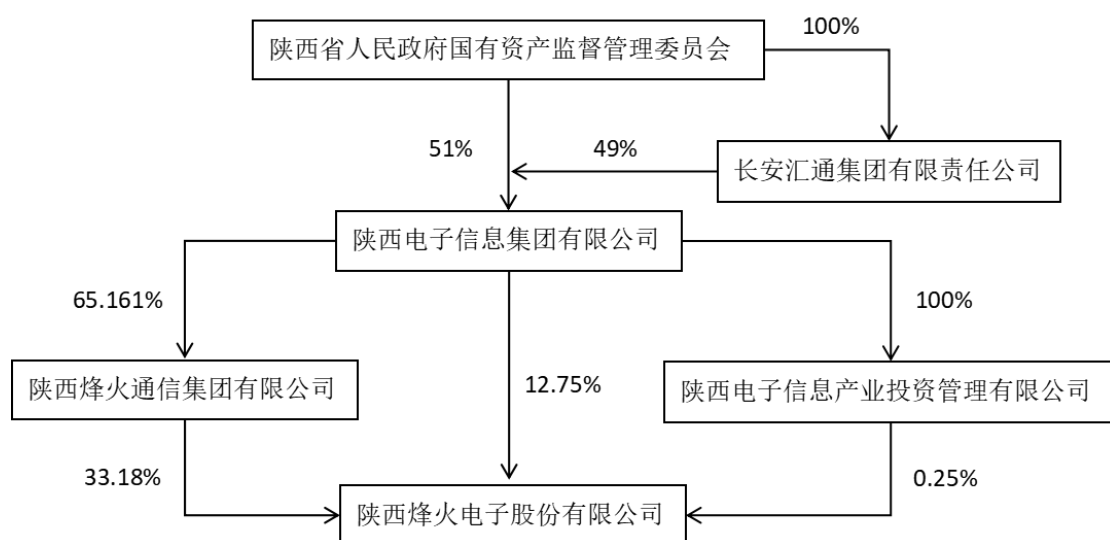 陕西省人民政府国有资产监督管理委员会
100%
51%
49%
长安汇通集团有限责任公司
陕西电子信息集团有限公司
65.161%
100%
陕西烽火通信集团有限公司
12.75%
陕西电子信息产业投资管理有限公司
33.18%
0.25%
陕西烽火电子股份有限公司